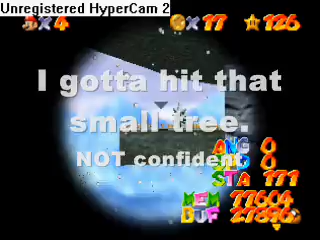 Unregistered HyperCam 2
×4 ×17 ×126
I gotta hit that
small tree.
NOT confident
ANG 0
SPD 0
STA 171
MEM 77604
BUF 27896